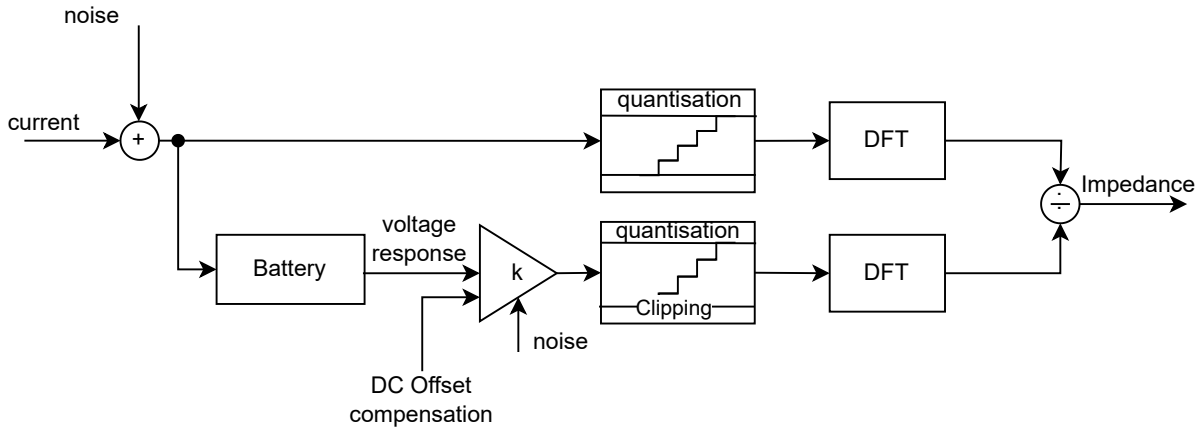 noise
current
+
quantisation
DFT
Impedance
÷
voltage
response
Battery
k
quantisation
Clipping
DFT
noise
DC Offset
compensation